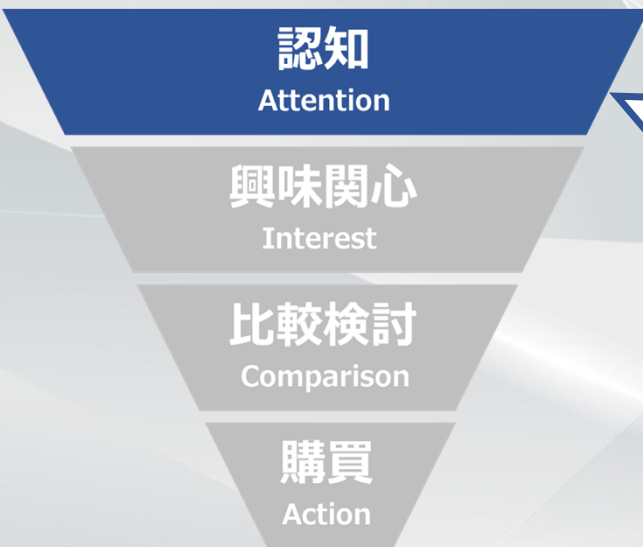 認知
Attention
興味関心
Interest
比較検討
Comparison
購買
Action